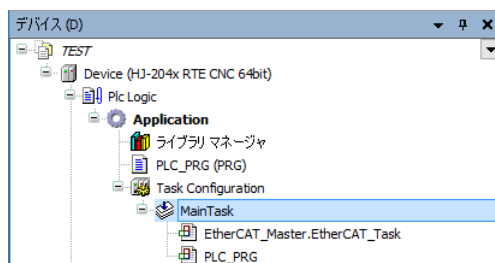 デバイス (D)
TEST
Device (HJ-204x RTE CNC 64bit)
Plc Logic
Application
ライブラリ マネージャ
PLC_PRG (PRG)
Task Configuration
MainTask
EtherCAT_Master.EtherCAT_Task
PLC_PRG